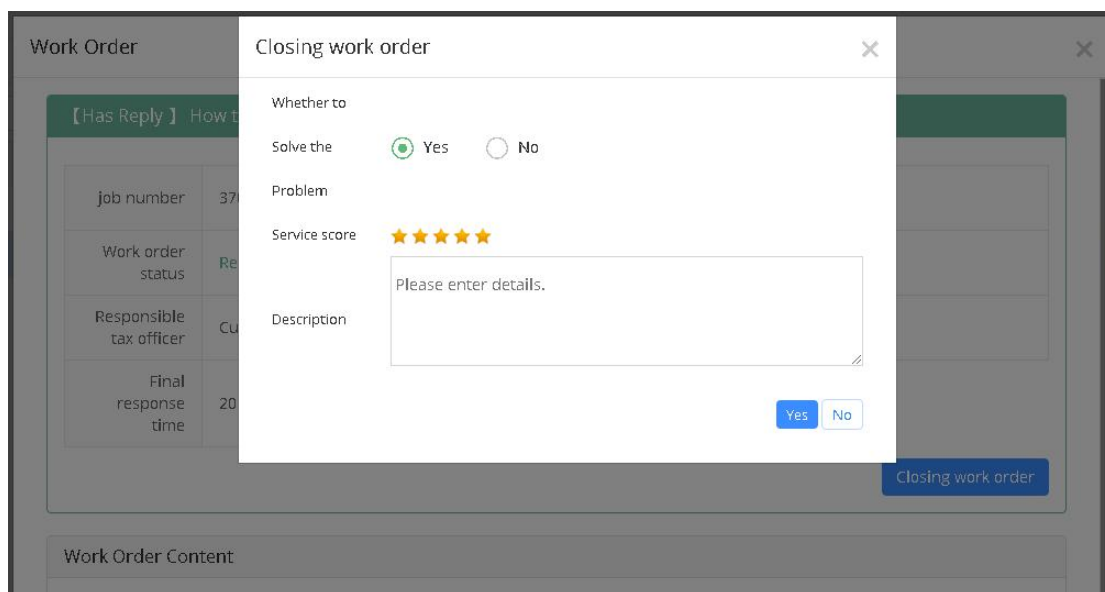 Work Order
Closing work order
【Has Reply 】 How t
Whether to
Solve the
Yes
No
Problem
job number
37
Service score
Work order
status
Re
Please enter details.
Description
Responsible
tax officer
Cu
Final
response
time
20
Yes
No
Closing work order
Work Order Content